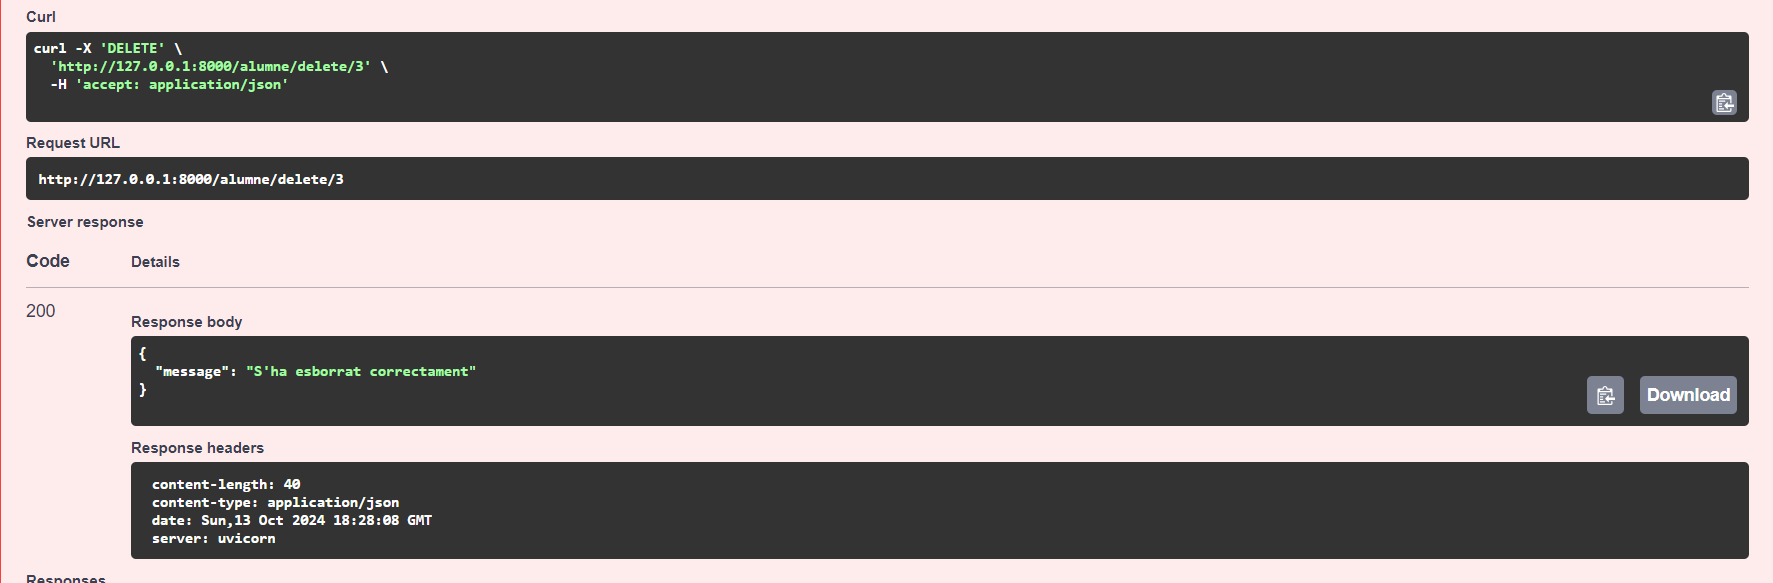 Curl
curl -X 'DELETE' \
  'http://127.0.0.1:8000/alumne/delete/3' \
  -H 'accept: application/json'
Request URL
http://127.0.0.1:8000/alumne/delete/3
Server response
Code Details
200
Response body
{
  "message": "S'ha esborrat correctament"
}
Download
Response headers
content-length: 40
content-type: application/json
date: Sun,13 Oct 2024 18:28:08 GMT
server: uvicorn
Responses